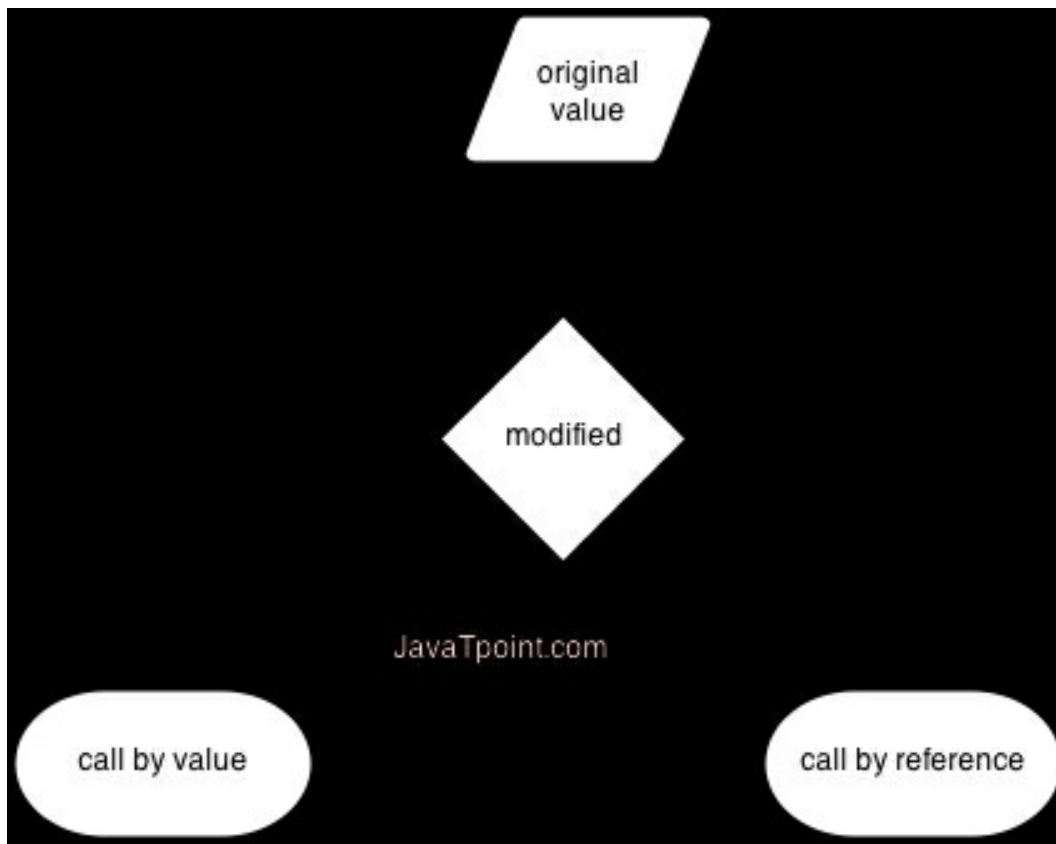 original
value
modified
JavaTpoint.com
call by value
call by reference